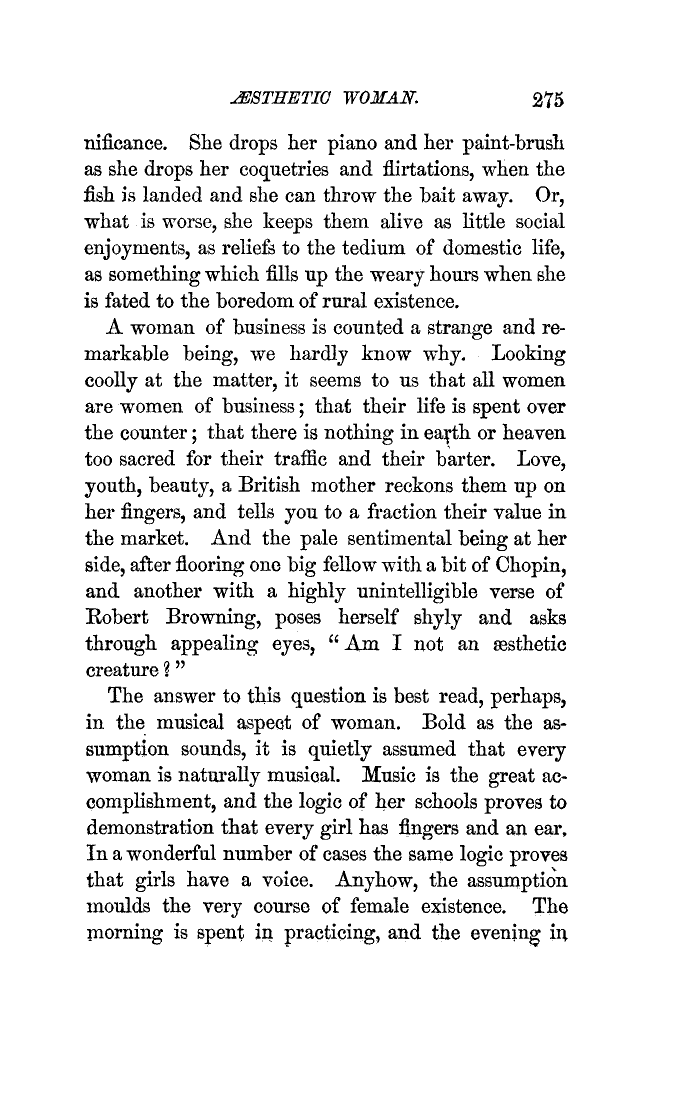 ÆSTHETIC WOMAN. 275
nificance. She drops her piano and her paint-brush
as she drops her coquetries and flirtations, when the
fish is landed and she can throw the bait away. Or,
what is worse, she keeps them alive as little social
enjoyments, as reliefs to the tedium of domestic life,
as something which fills up the weary hours when she
is fated to the boredom of rural existence.
A woman of business is counted a strange and re-
markable being, we hardly know why. Looking
coolly at the matter, it seems to us that all women
are women of business; that their life is spent over
the counter; that there is nothing in earth or heaven
too sacred for their traffic and their barter. Love,
youth, beauty, a British mother reckons them up on
her fingers, and tells you to a fraction their value in
the market. And the pale sentimental being at her
side, after flooring one big fellow with a bit of Chopin,
and another with a highly unintelligible verse of
Robert Browning, poses herself shyly and asks
through appealing eyes, “Am I not an æsthetic
creature?”
The answer to this question is best read, perhaps,
in the musical aspect of woman. Bold as the as-
sumption sounds, it is quietly assumed that every
woman is naturally musical. Music is the great ac-
complishment, and the logic of her schools proves to
demonstration that every girl has fingers and an ear.
In a wonderful number of cases the same logic proves
that girls have a voice. Anyhow, the assumption
moulds the very course of female existence. The
morning is spent in practicing, and the evening in